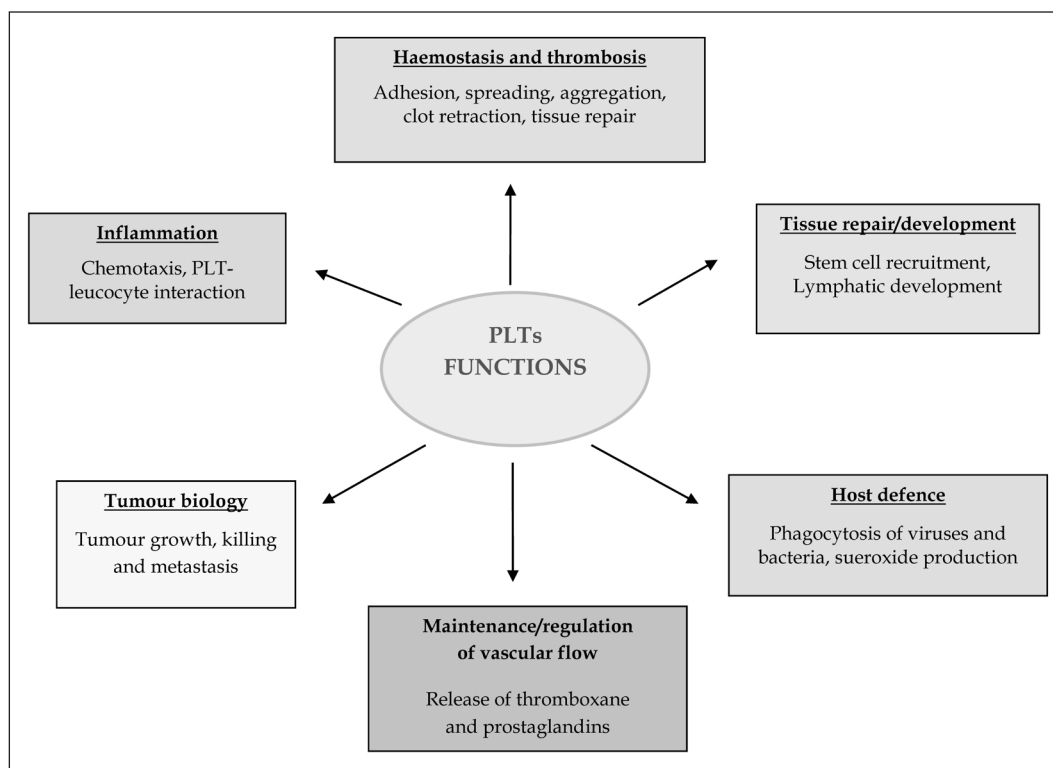 Haemostasis and thrombosis
Adhesion, spreading, aggregation,
clot retraction, tissue repair
Inflammation
Chemotaxis, PLT-
leucocyte interaction
Tissue repair/development
Stem cell recruitment,
Lymphatic development
PLTs
FUNCTIONS
Tumour biology
Tumour growth, killing
and metastasis
Host defence
Phagocytosis of viruses and
bacteria, sueroxide production
Maintenance/regulation
of vascular flow
Release of thromboxane
and prostaglandins